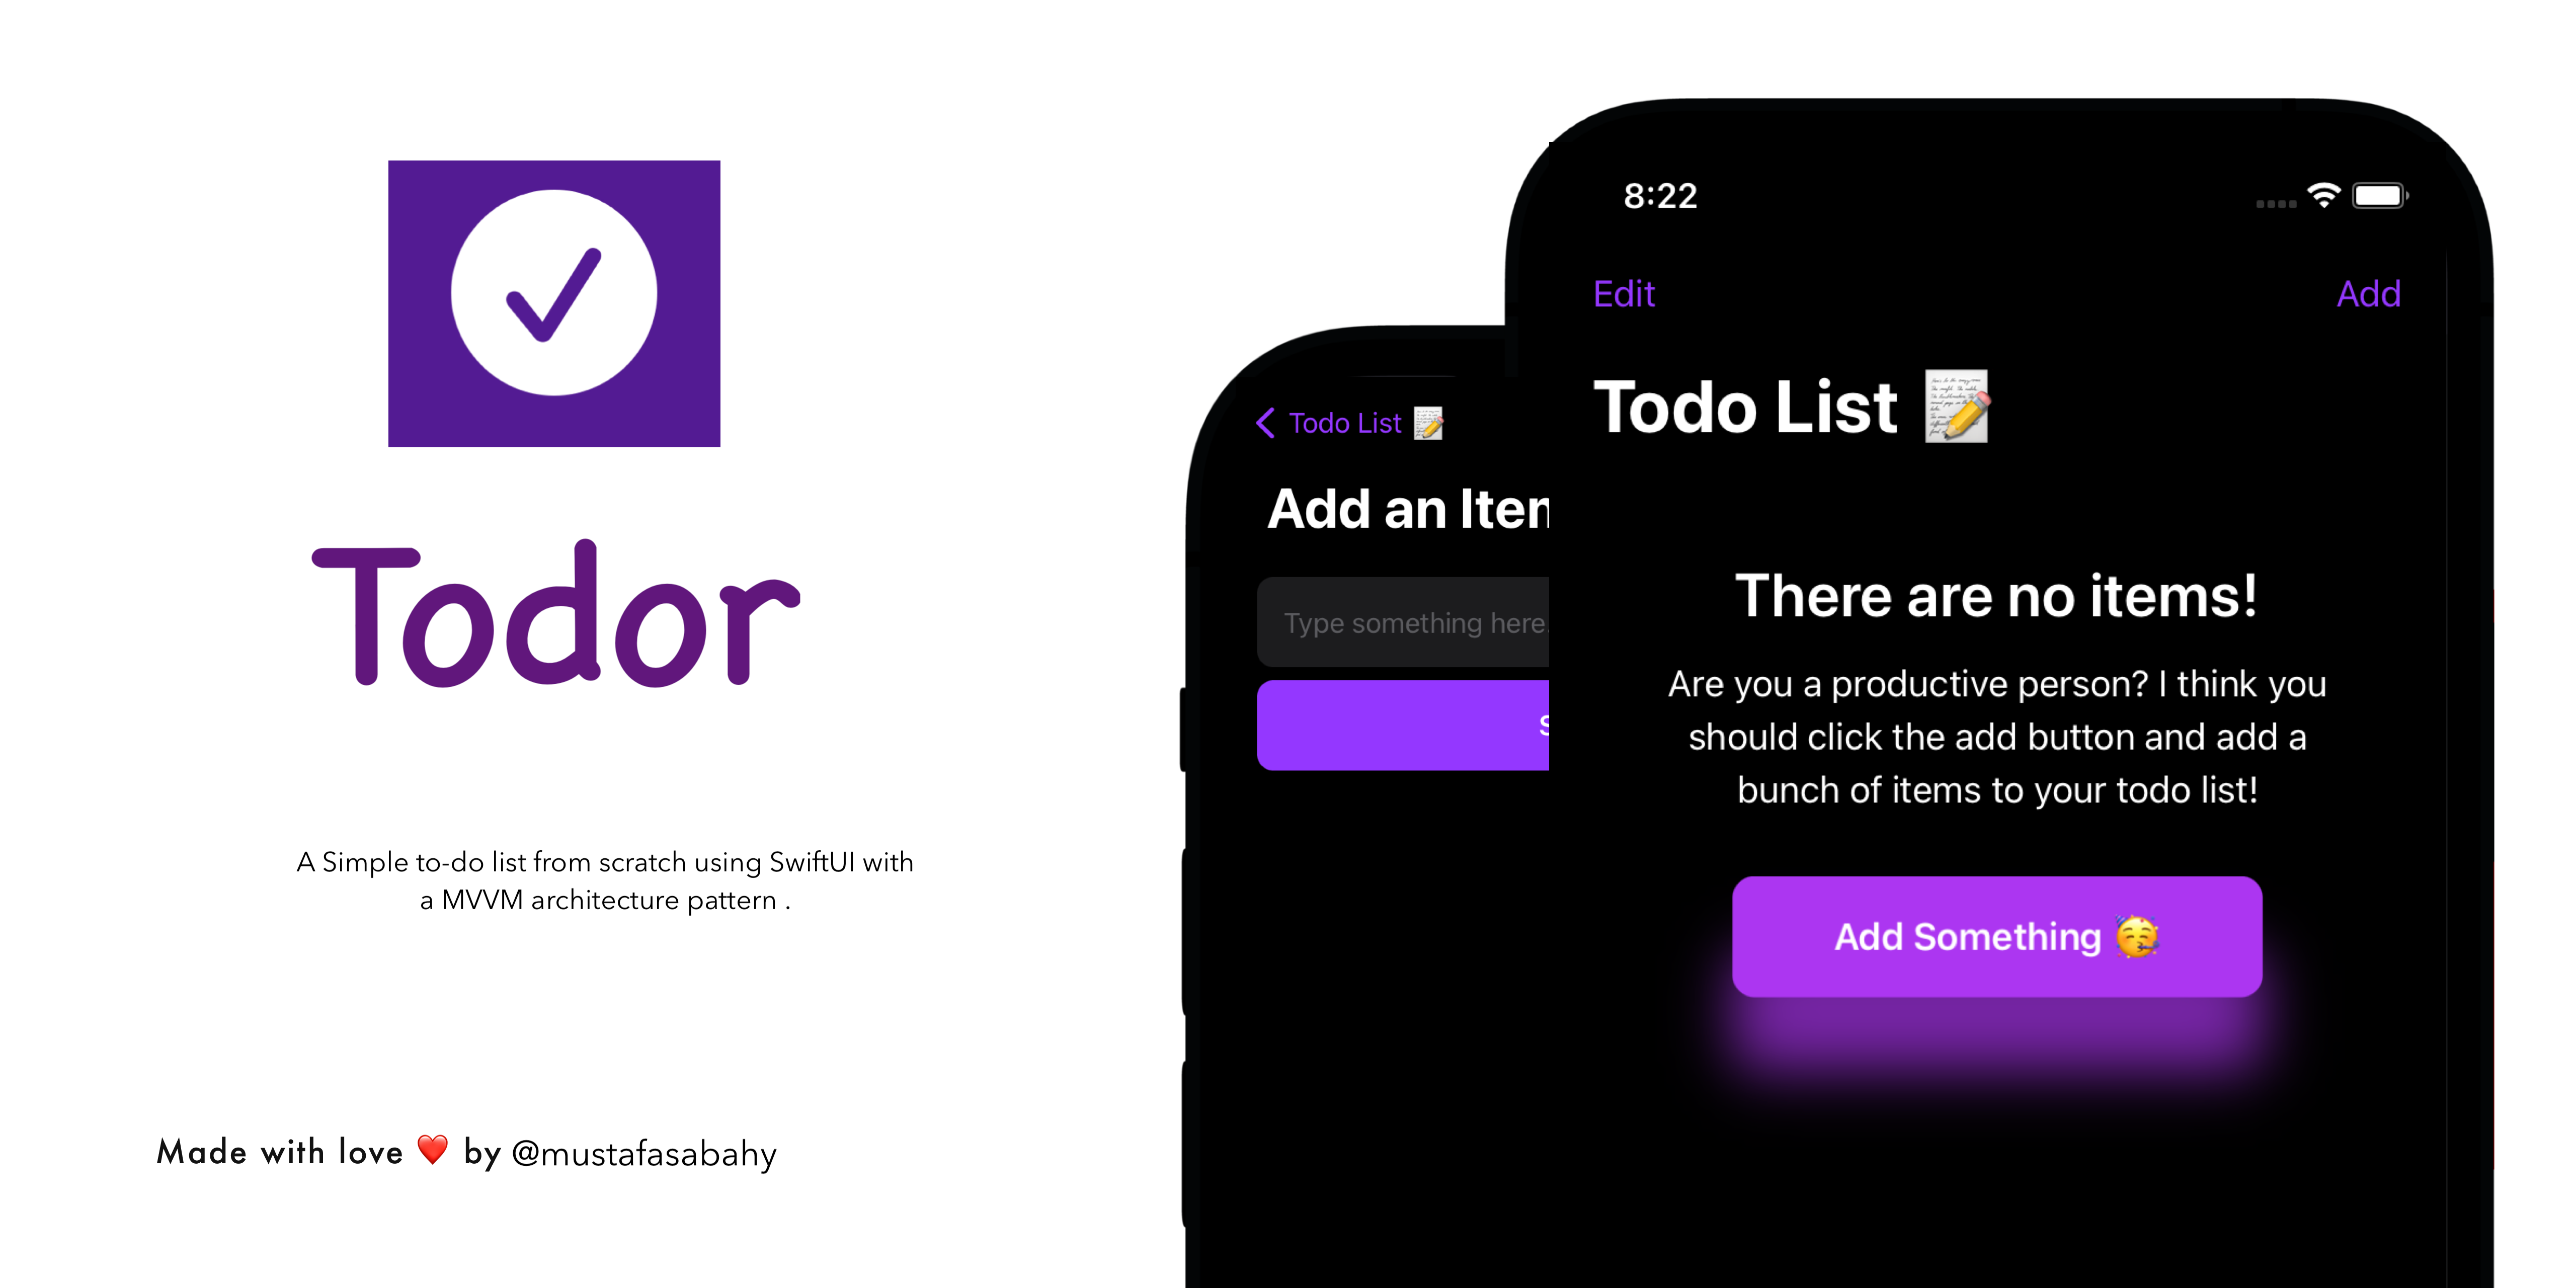 Todor
A Simple to-do list from scratch using SwiftUI with
a MVVM architecture pattern .
Made with love ❤️ by @mustafasabahy
Todo List 📝
Add an
Type something here.
8:22
Edit
Add
Todo List 📝
There are no items!
Are you a productive person? I think you
should click the add button and add a
bunch of items to your todo list!
Add Something 🥳